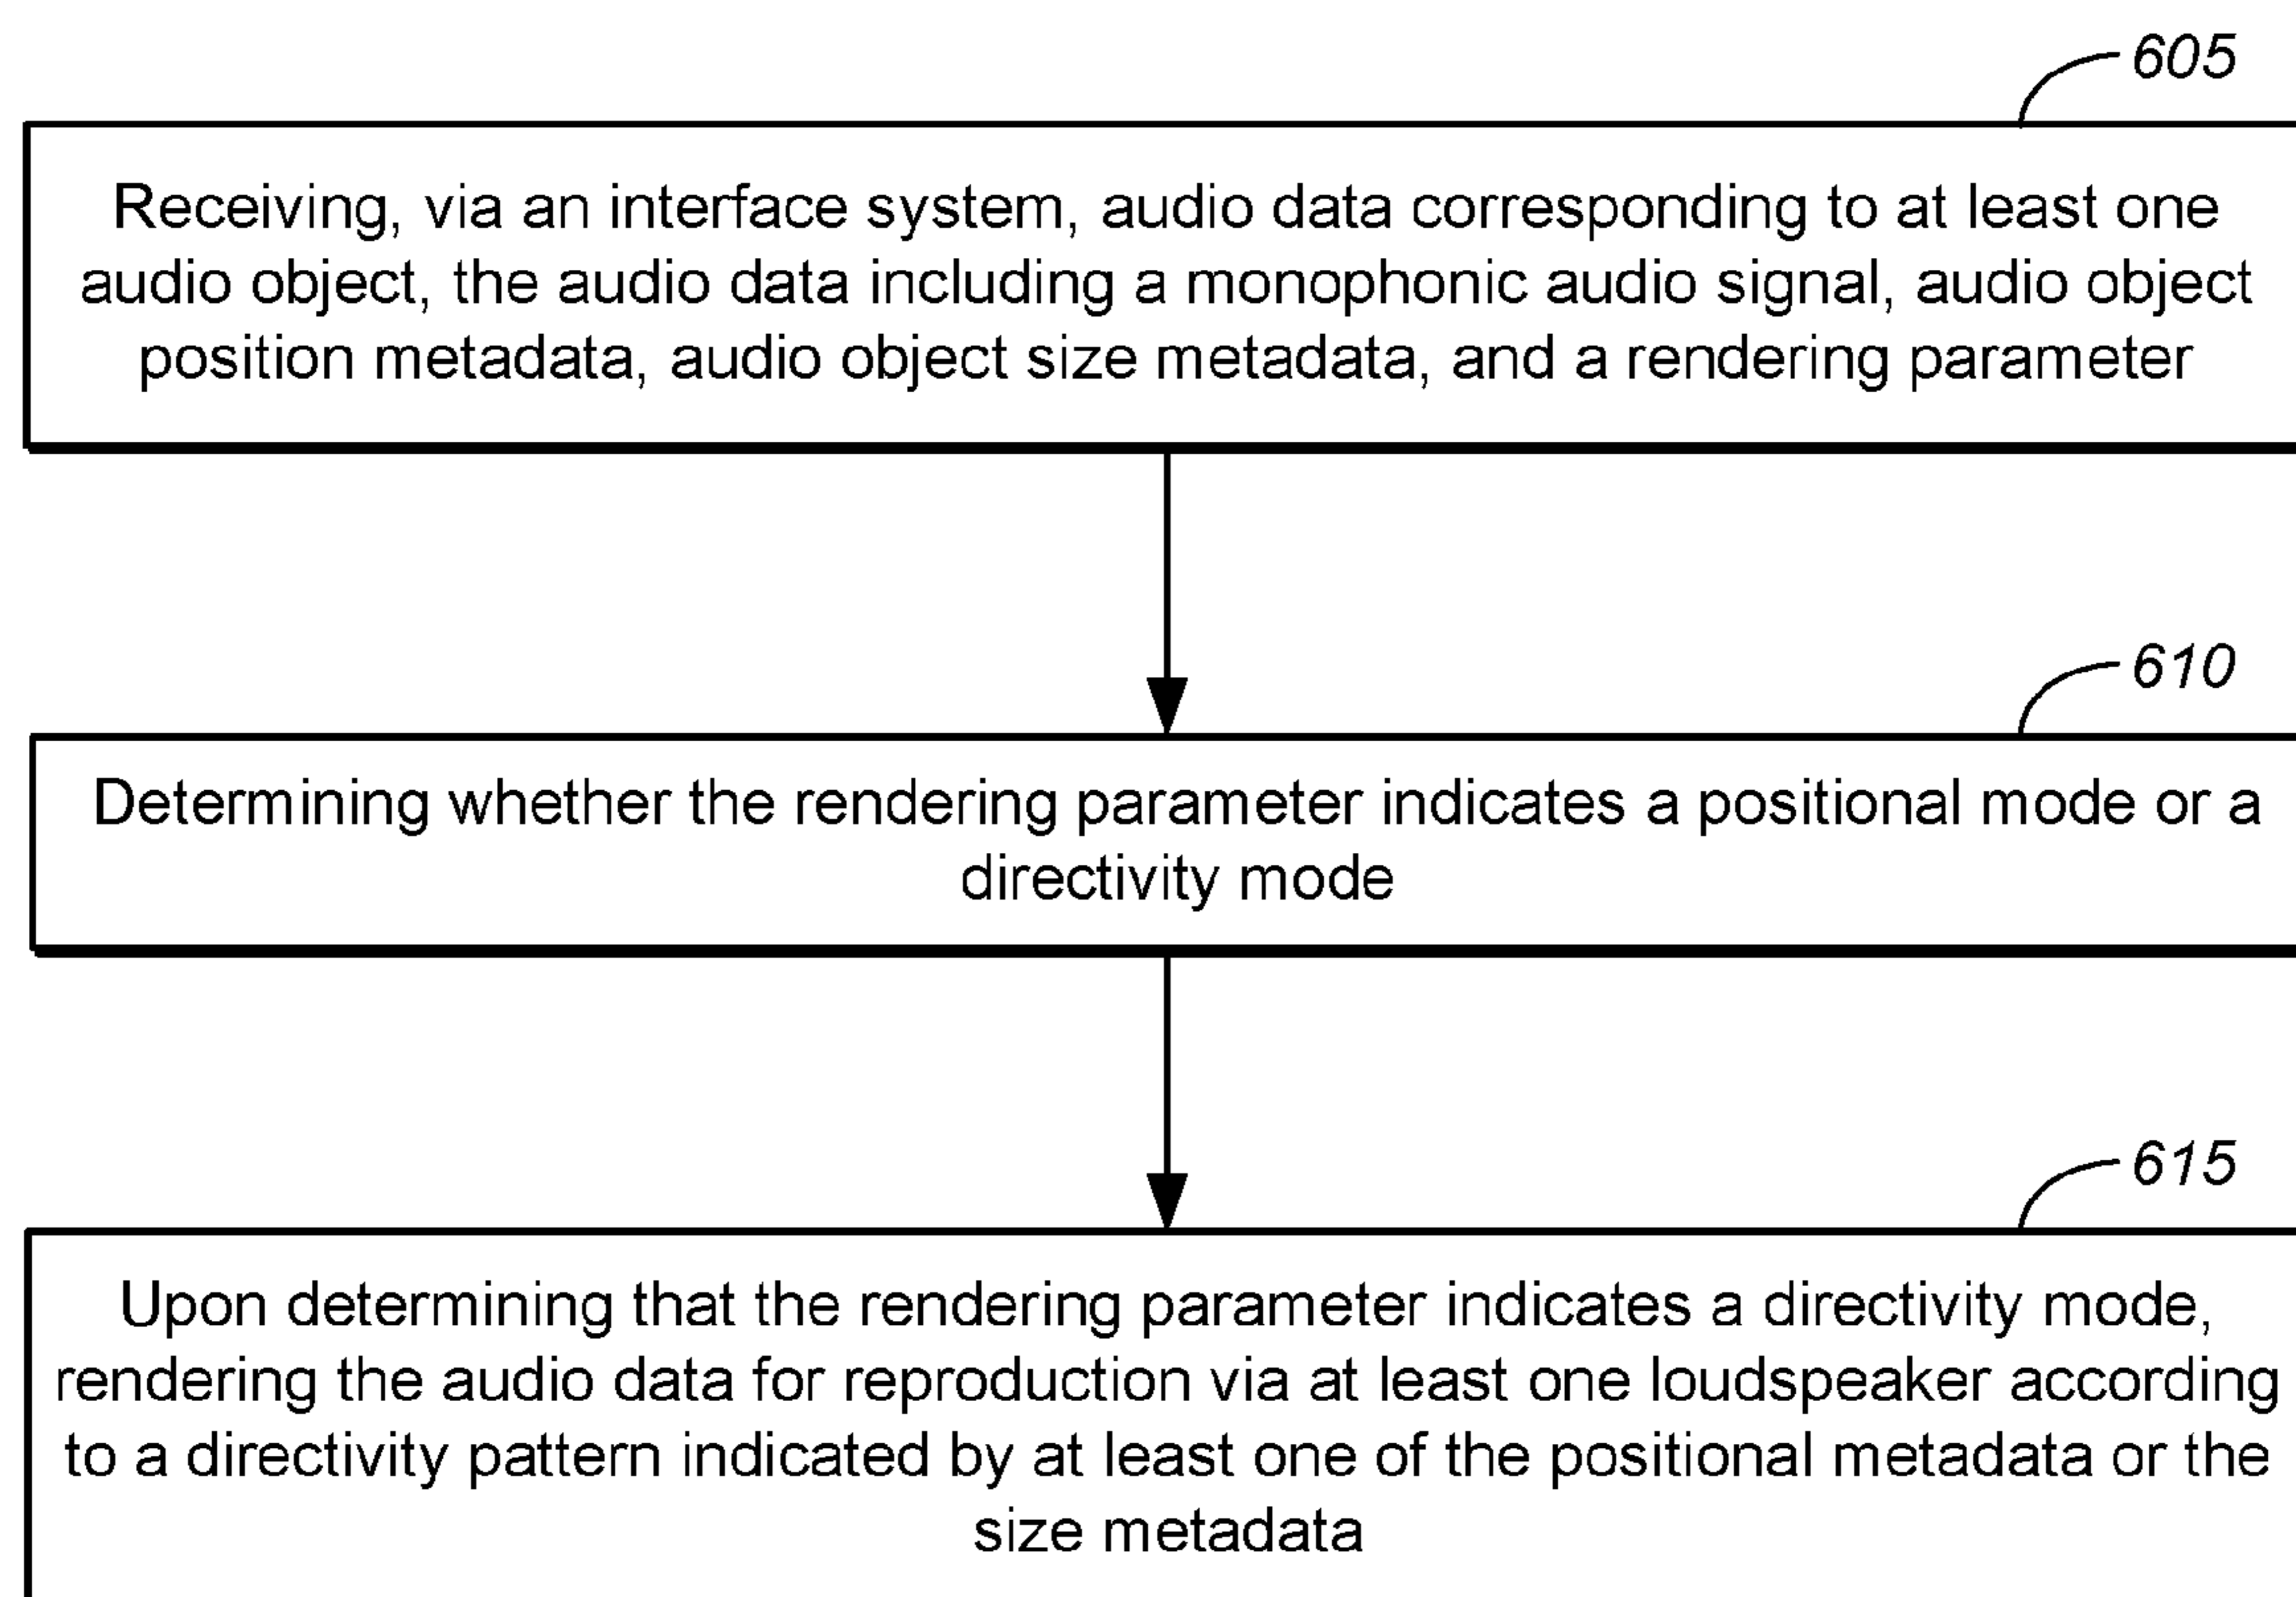 605
Receiving, via an interface system, audio data corresponding to at least one
audio object, the audio data including a monophonic audio signal, audio object
position metadata, audio object size metadata, and a rendering parameter
610
Determining whether the rendering parameter indicates a positional mode or a
directivity mode
615
Upon determining that the rendering parameter indicates a directivity mode,
rendering the audio data for reproduction via at least one loudspeaker according
to a directivity pattern indicated by at least one of the positional metadata or the
size metadata